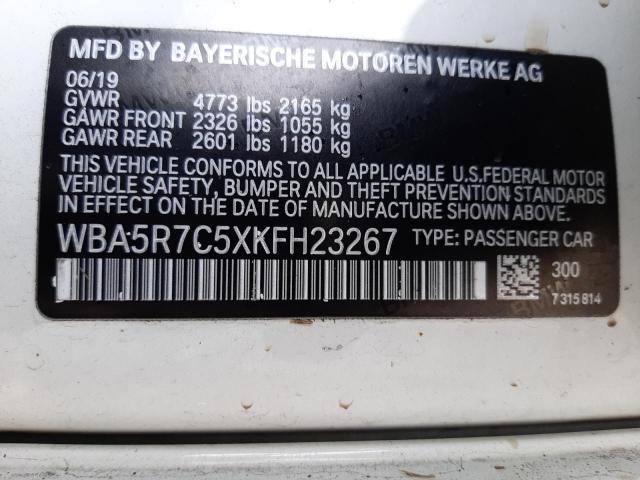 MFD BY BAYERISCHE MOTOREN WERKE AG
06/19
GVWR 4773 lbs 2165 kg
GAWR FRONT 2326 lbs 1055 kg
GAWR REAR 2601 lbs 1180 kg
THIS VEHICLE CONFORMS TO ALL APPLICABLE U.S.FEDERAL MOTOR
VEHICLE SAFETY, BUMPER AND THEFT PREVENTION STANDARDS
IN EFFECT ON THE DATE OF MANUFACTURE SHOWN ABOVE.
WBA5R7C5XKFH23267 TYPE: PASSENGER CAR
300
7315814